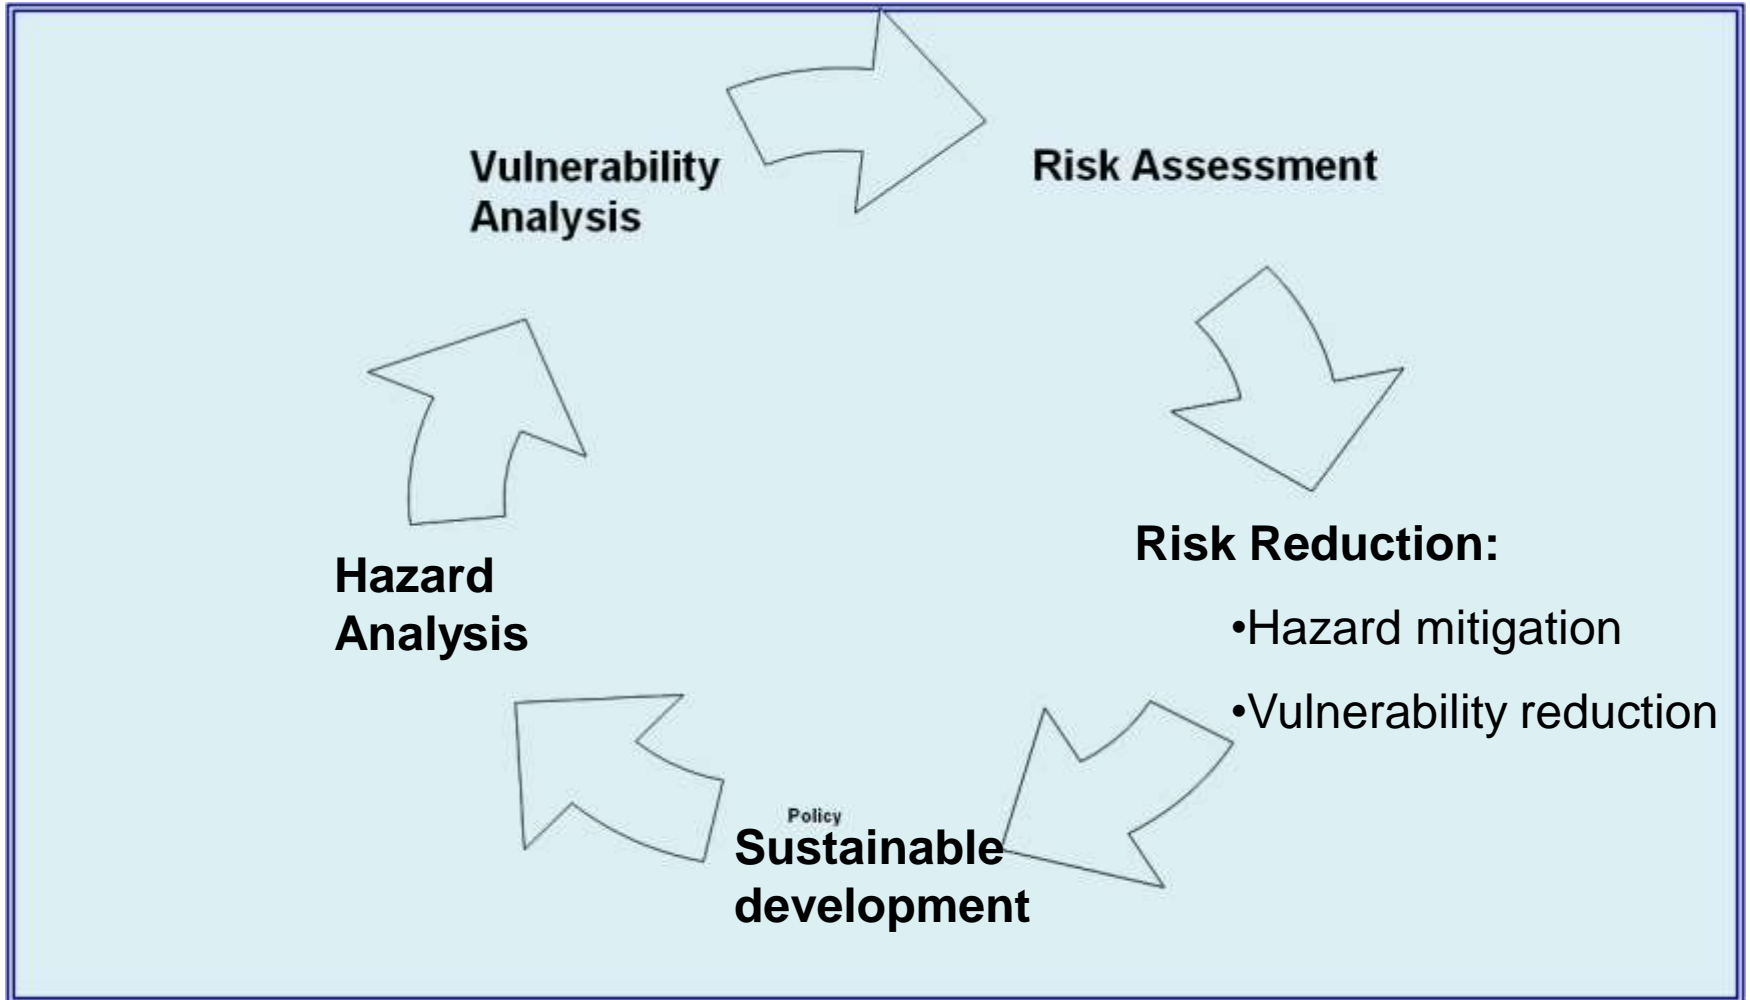 Vulnerability
Analysis
Risk Assessment
Hazard
Analysis
Risk Reduction:
•Hazard mitigation
•Vulnerability reduction
Policy
Sustainable
development